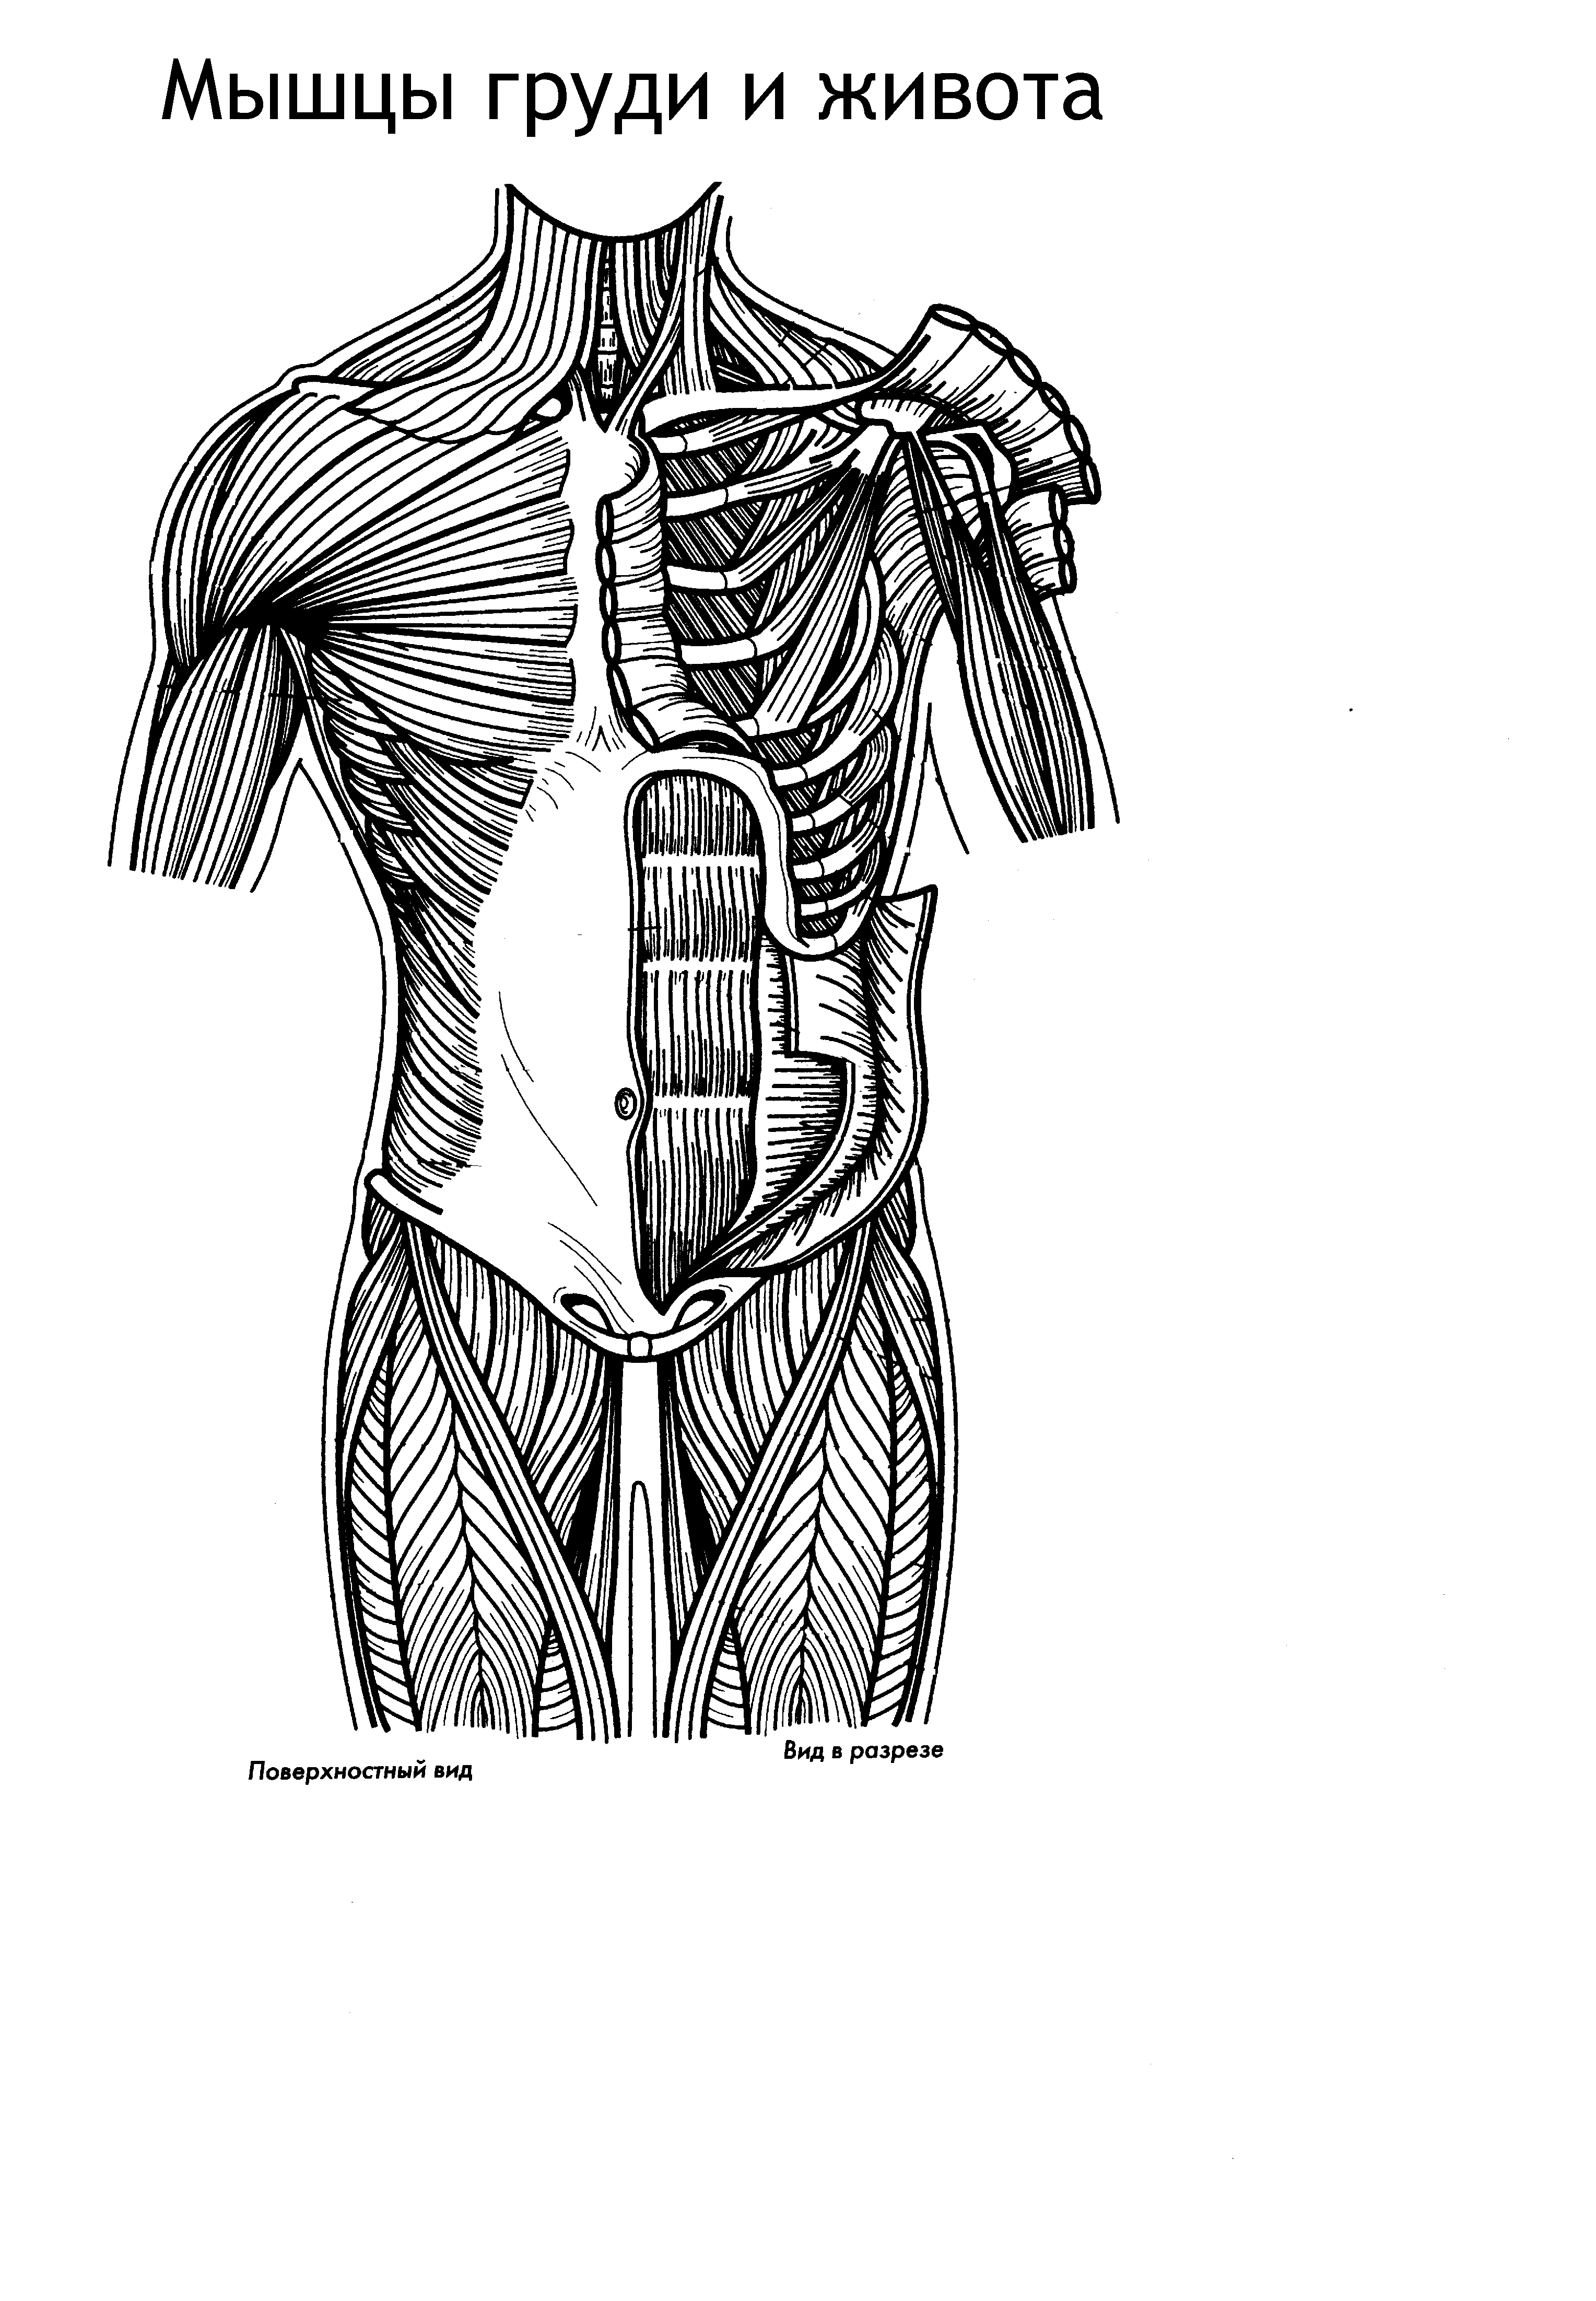 Мышцы груди и живота
Поверхностный вид
Вид в разрезе